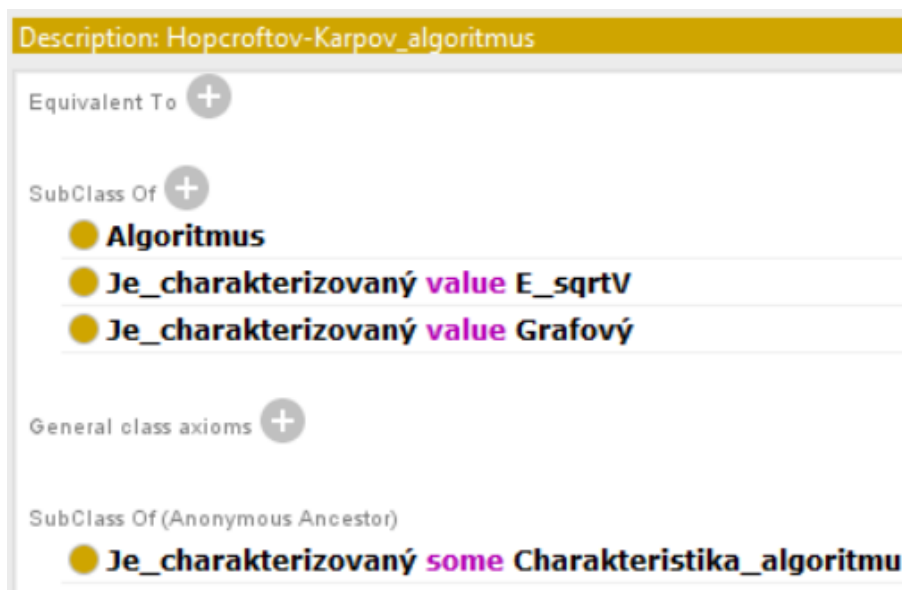 Description: Hopcroftov-Karpov_algoritmus
Equivalent To
SubClass Of
Algoritmus
Je_charakterizovaný value E_sqrtV
Je_charakterizovaný value Grafový
General class axioms
SubClass Of (Anonymous Ancestor)
Je_charakterizovaný some Charakteristika_algoritmu